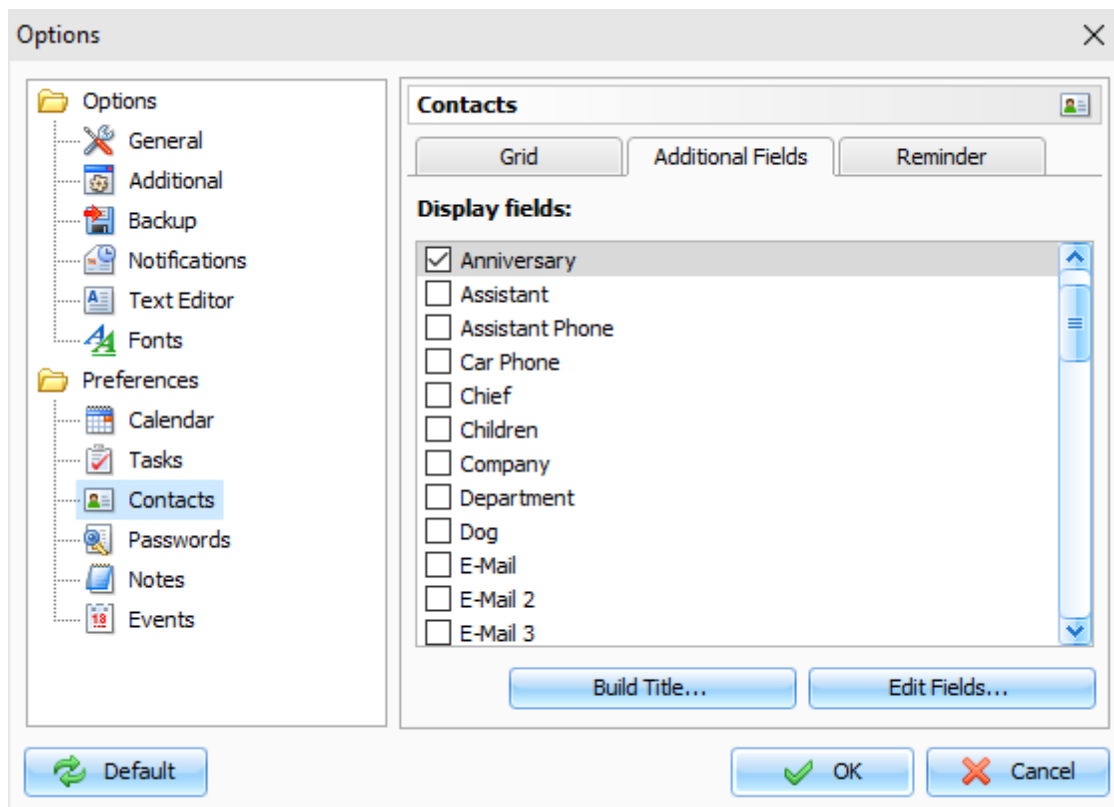 Options
Options
General
Additional
Backup
Notifications
Text Editor
Fonts
Preferences
Calendar
Tasks
Contacts
Passwords
Notes
18
Events
Contacts
Grid Additional Fields Reminder
Display fields:
Anniversary
Assistant
Assistant Phone
Car Phone
Chief
Children
Company
Department
Dog
E-Mail
E-Mail 2
E-Mail 3
Build Title... Edit Fields...
Default OK Cancel